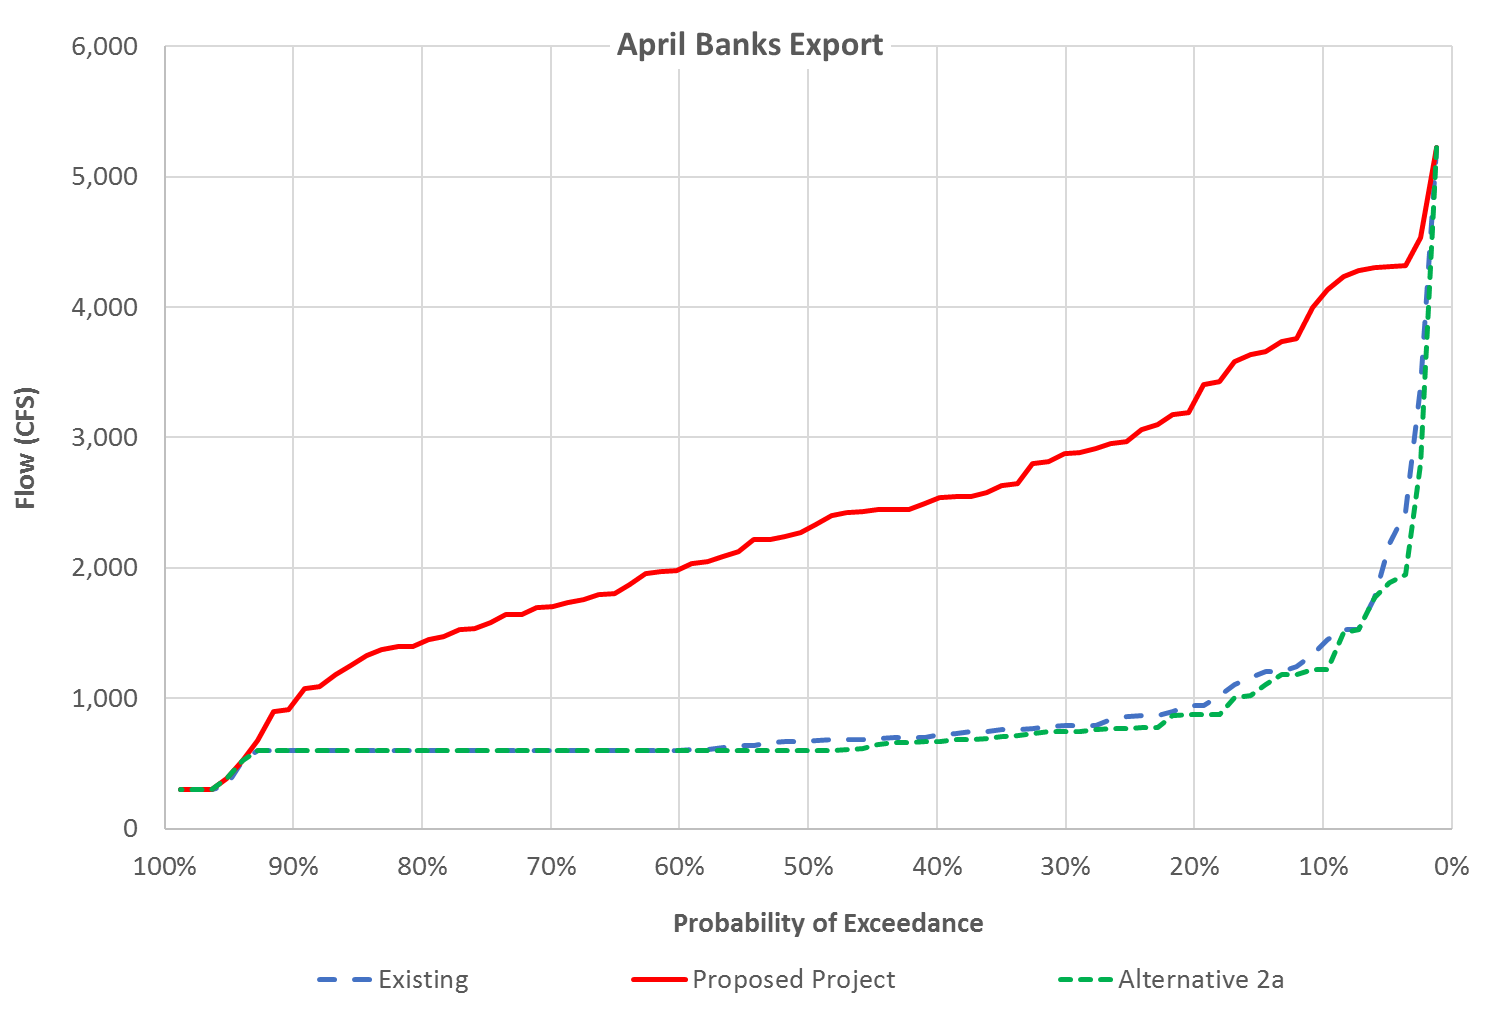 April Banks Export
6,000
5,000
4,000
3,000
2,000
1,000
0
Flow (CFS)
100% 90% 80% 70% 60% 50% 40% 30% 20% 10% 0%
Probability of Exceedance
Existing Proposed Project Alternative 2a